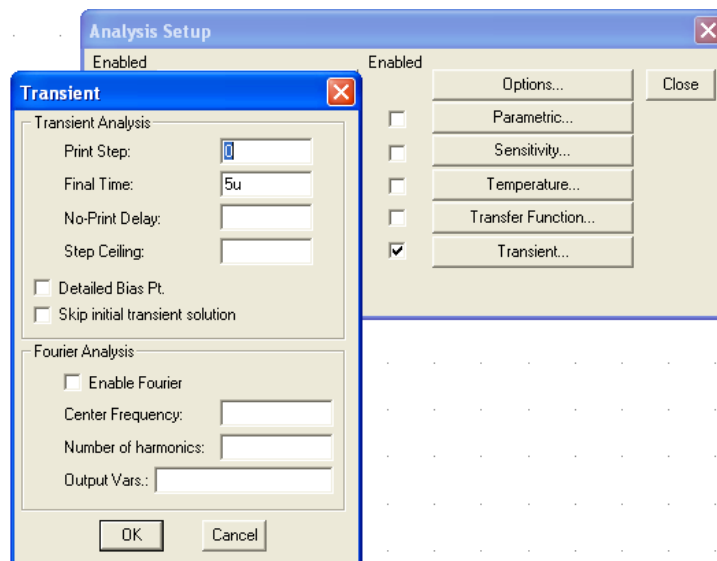 Analysis Setup
Enabled
Enabled
Options...
Close
Parametric...
Sensitivity...
Temperature...
Transfer Function...
Transient...
Transient
Transient Analysis
Print Step: 0
Final Time: 5u
No-Print Delay:
Step Ceiling:
Detailed Bias Pt.
Skip initial transient solution
Fourier Analysis
Enable Fourier
Center Frequency:
Number of harmonics:
Output Vars.:
OK
Cancel